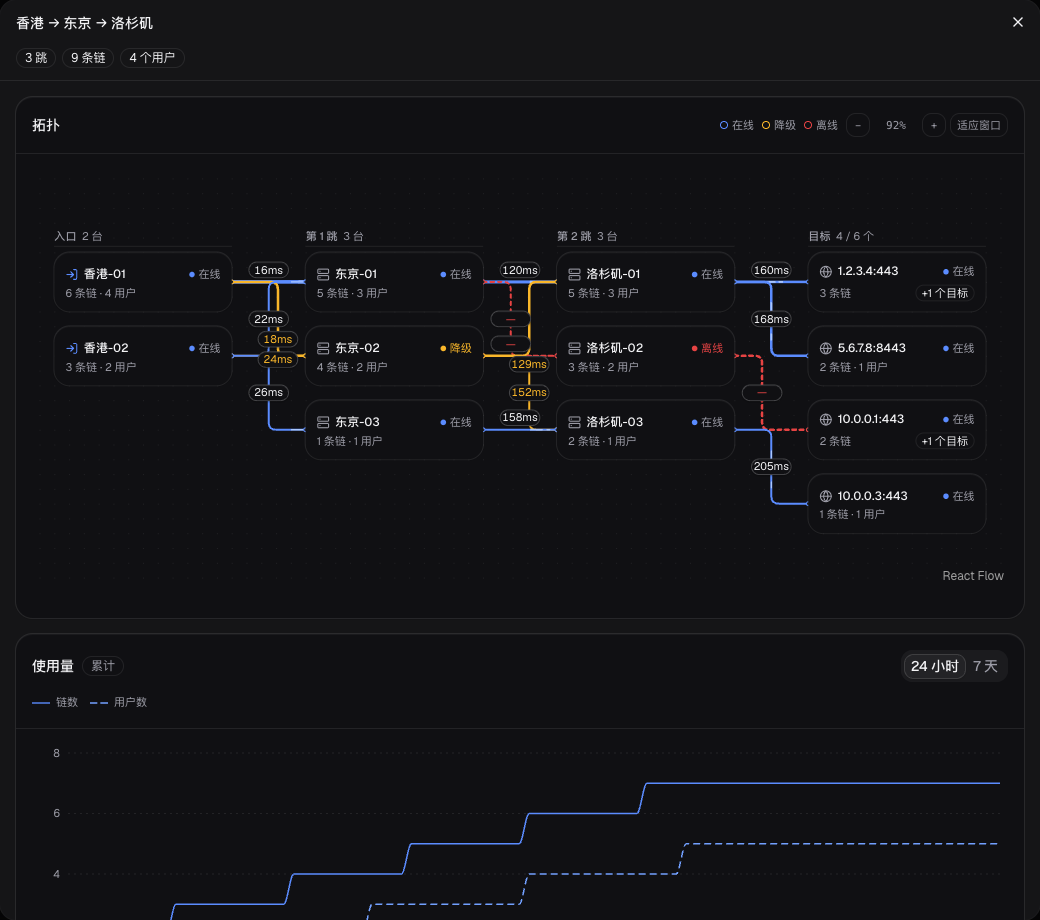 香港 → 东京 → 洛杉矶
3 跳 9 条链 4 个用户
拓扑
在线 降级 离线 − 92% + 适应窗口
入口 2 台
香港-01 在线
6 条链 · 4 用户
香港-02 在线
3 条链 · 2 用户
16ms
22ms
18ms
24ms
26ms
第 1 跳 3 台
东京-01 在线
5 条链 · 3 用户
东京-02 降级
4 条链 · 2 用户
东京-03 在线
1 条链 · 1 用户
120ms
—
—
129ms
152ms
158ms
第 2 跳 3 台
洛杉矶-01 在线
5 条链 · 3 用户
洛杉矶-02 离线
3 条链 · 2 用户
洛杉矶-03 在线
2 条链 · 1 用户
160ms
168ms
—
205ms
目标 4 / 6 个
1.2.3.4:443 在线
3 条链 +1 个目标
5.6.7.8:8443 在线
2 条链 · 1 用户
10.0.0.1:443 在线
2 条链 +1 个目标
10.0.0.3:443 在线
1 条链 · 1 用户
React Flow
使用量 累计 24 小时 7 天
链数 用户数
8
6
4